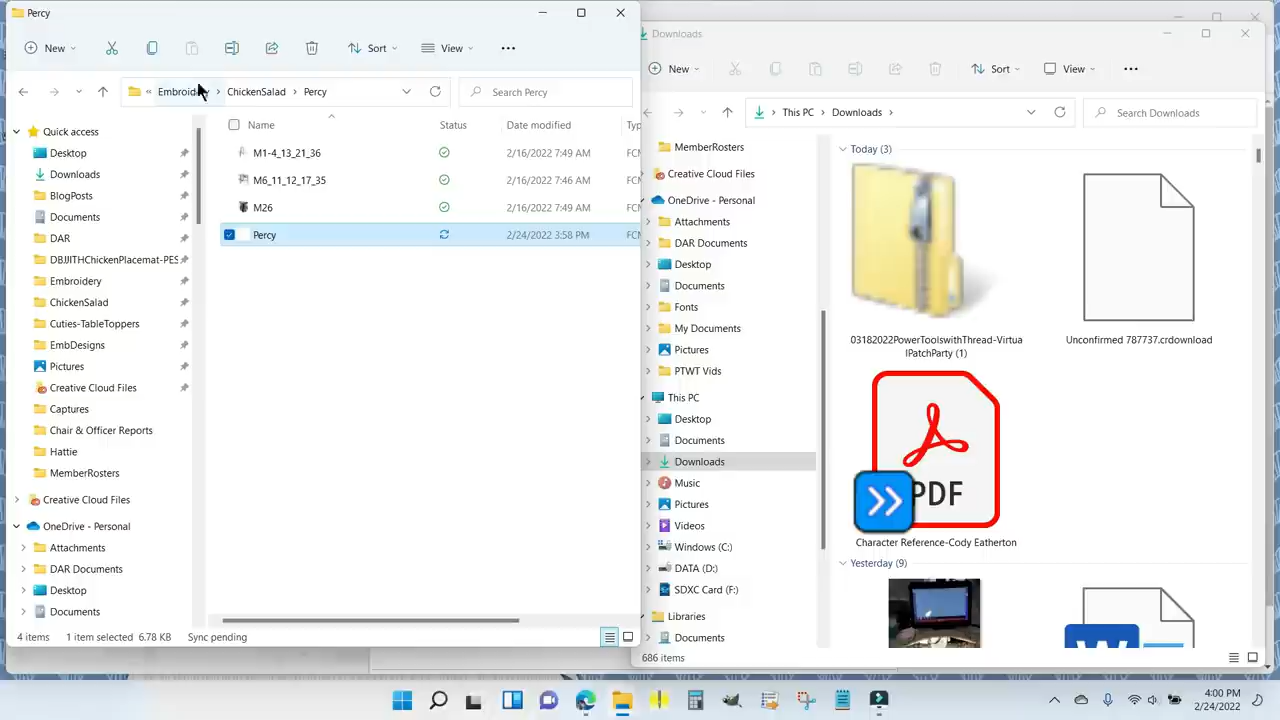 Percy
New
Sort
View
« Embroidery > ChickenSalad > Percy
Search Percy
Quick access
Desktop
Downloads
BlogPosts
Documents
DAR
DBJJITHChickenPlacemat-PES
Embroidery
ChickenSalad
Cuties-TableToppers
EmbDesigns
Pictures
Creative Cloud Files
Captures
Chair & Officer Reports
Hattie
MemberRosters
Creative Cloud Files
OneDrive - Personal
Attachments
DAR Documents
Desktop
Documents
Name Status Date modified Typ
M1-4_13_21_36 2/16/2022 7:49 AM FCM
M6_11_12_17_35 2/16/2022 7:46 AM FCM
M26 2/16/2022 7:49 AM FCM
Percy 2/24/2022 3:58 PM FCM
4 items 1 item selected 6.78 KB Sync pending
Downloads
New
Sort
View
This PC > Downloads >
Search Downloads
MemberRosters
Creative Cloud Files
OneDrive - Personal
Attachments
DAR Documents
Desktop
Documents
Fonts
My Documents
Pictures
PTWT Vids
This PC
Desktop
Documents
Downloads
Music
Pictures
Videos
Windows (C:)
DATA (D:)
SDXC Card (F:)
Libraries
Documents
Today (3)
03182022PowerToolswithThread-Virtua
lPatchParty (1)
Unconfirmed 787737.crdownload
PDF
Character Reference-Cody Eatherton
Yesterday (9)
W
686 items
4:00 PM
2/24/2022